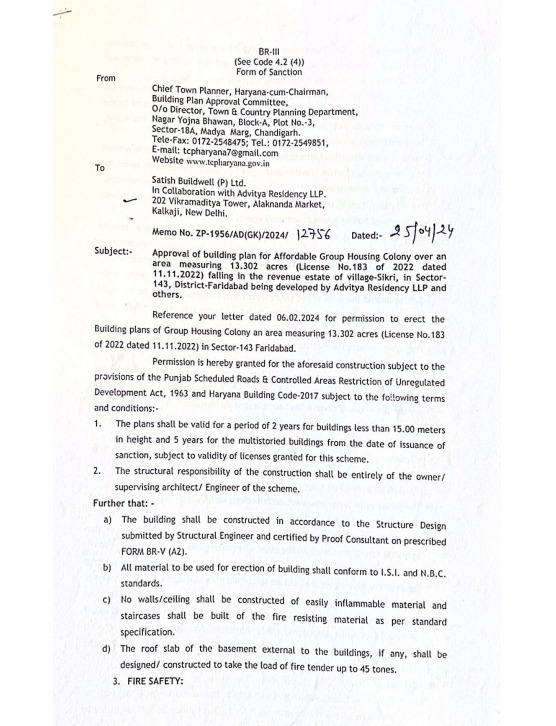 BR-III
(See Code 4.2 (4))
Form of Sanction
From
Chief Town Planner, Haryana-cum-Chairman,
Building Plan Approval Committee,
O/o Director, Town & Country Planning Department,
Nagar Yojna Bhawan, Block-A, Plot No.-3,
Sector-18A, Madya Marg, Chandigarh.
Tele-Fax: 0172-2548475; Tel.: 0172-2549851,
E-mail: tcpharyana7@gmail.com
Website www.tcpharyana.gov.in
To
Satish Buildwell (P) Ltd.
In Collaboration with Advitya Residency LLP.
202 Vikramaditya Tower, Alaknanda Market,
Kalkaji, New Delhi.
Memo No. ZP-1956/AD(GK)/2024/ 12756 Dated:- 25/04/24
Subject:- Approval of building plan for Affordable Group Housing Colony over an
area measuring 13.302 acres (License No.183 of 2022 dated
11.11.2022) falling in the revenue estate of village-Sikri, in Sector-
143, District-Faridabad being developed by Advitya Residency LLP and
others.
Reference your letter dated 06.02.2024 for permission to erect the
Building plans of Group Housing Colony an area measuring 13.302 acres (License No.183
of 2022 dated 11.11.2022) in Sector-143 Faridabad.
Permission is hereby granted for the aforesaid construction subject to the
provisions of the Punjab Scheduled Roads & Controlled Areas Restriction of Unregulated
Development Act, 1963 and Haryana Building Code-2017 subject to the following terms
and conditions:-
1. The plans shall be valid for a period of 2 years for buildings less than 15.00 meters
in height and 5 years for the multistoried buildings from the date of issuance of
sanction, subject to validity of licenses granted for this scheme.
2. The structural responsibility of the construction shall be entirely of the owner/
supervising architect/ Engineer of the scheme.
Further that: -
a) The building shall be constructed in accordance to the Structure Design
submitted by Structural Engineer and certified by Proof Consultant on prescribed
FORM BR-V (A2).
b) All material to be used for erection of building shall conform to I.S.I. and N.B.C.
standards.
c) No walls/ceiling shall be constructed of easily inflammable material and
staircases shall be built of the fire resisting material as per standard
specification.
d) The roof slab of the basement external to the buildings, if any, shall be
designed/ constructed to take the load of fire tender up to 45 tones.
3. FIRE SAFETY: